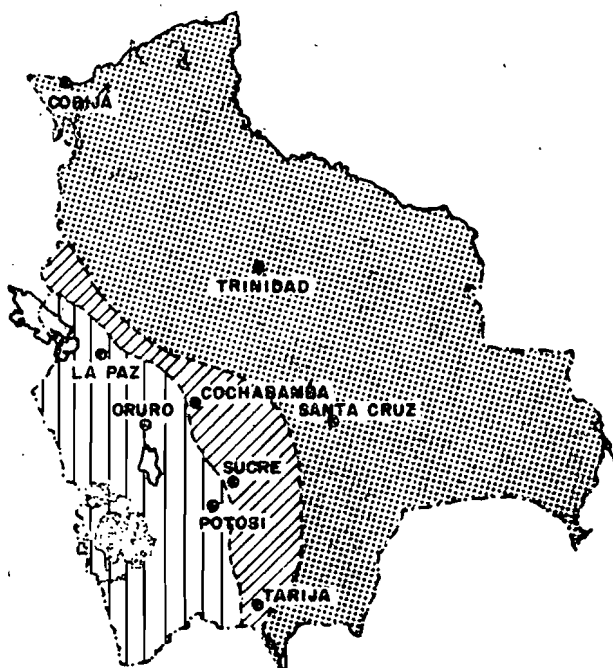 COBIJA
TRINIDAD
LA PAZ
COCHABAMBA
ORURO
SANTA CRUZ
SUCRE
POTOSI
TARIJA